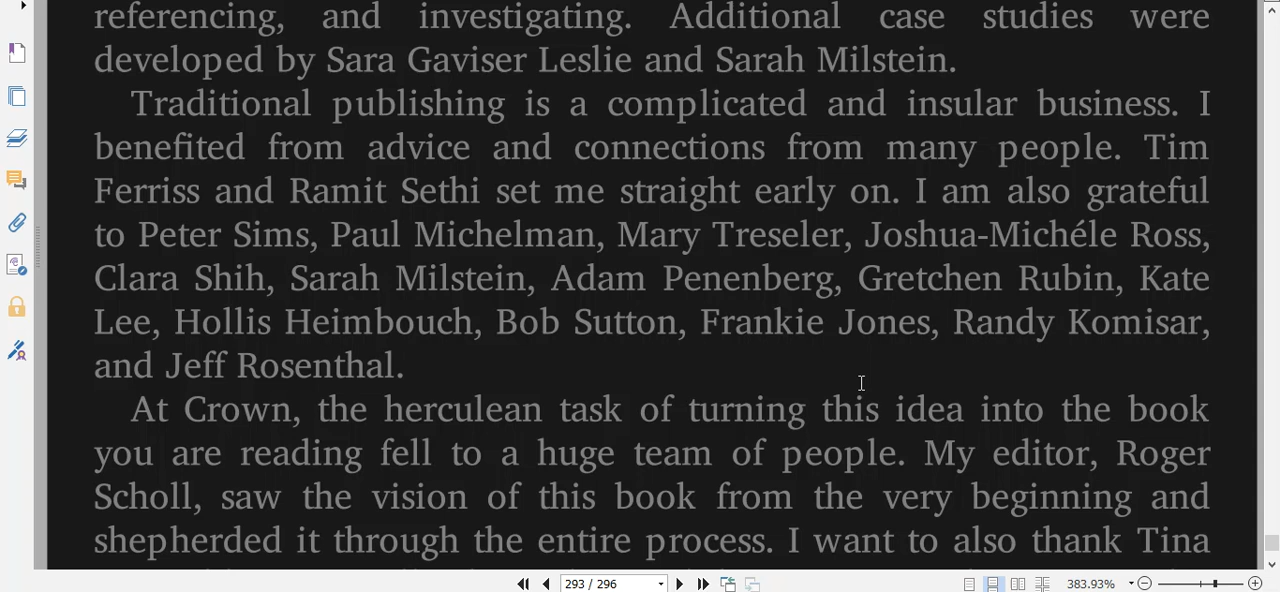 referencing, and investigating. Additional case studies were
developed by Sara Gaviser Leslie and Sarah Milstein.
Traditional publishing is a complicated and insular business. I
benefited from advice and connections from many people. Tim
Ferriss and Ramit Sethi set me straight early on. I am also grateful
to Peter Sims, Paul Michelman, Mary Treseler, Joshua-Michéle Ross,
Clara Shih, Sarah Milstein, Adam Penenberg, Gretchen Rubin, Kate
Lee, Hollis Heimbouch, Bob Sutton, Frankie Jones, Randy Komisar,
and Jeff Rosenthal.
At Crown, the herculean task of turning this idea into the book
you are reading fell to a huge team of people. My editor, Roger
Scholl, saw the vision of this book from the very beginning and
shepherded it through the entire process. I want to also thank Tina
293 / 296
383.93%